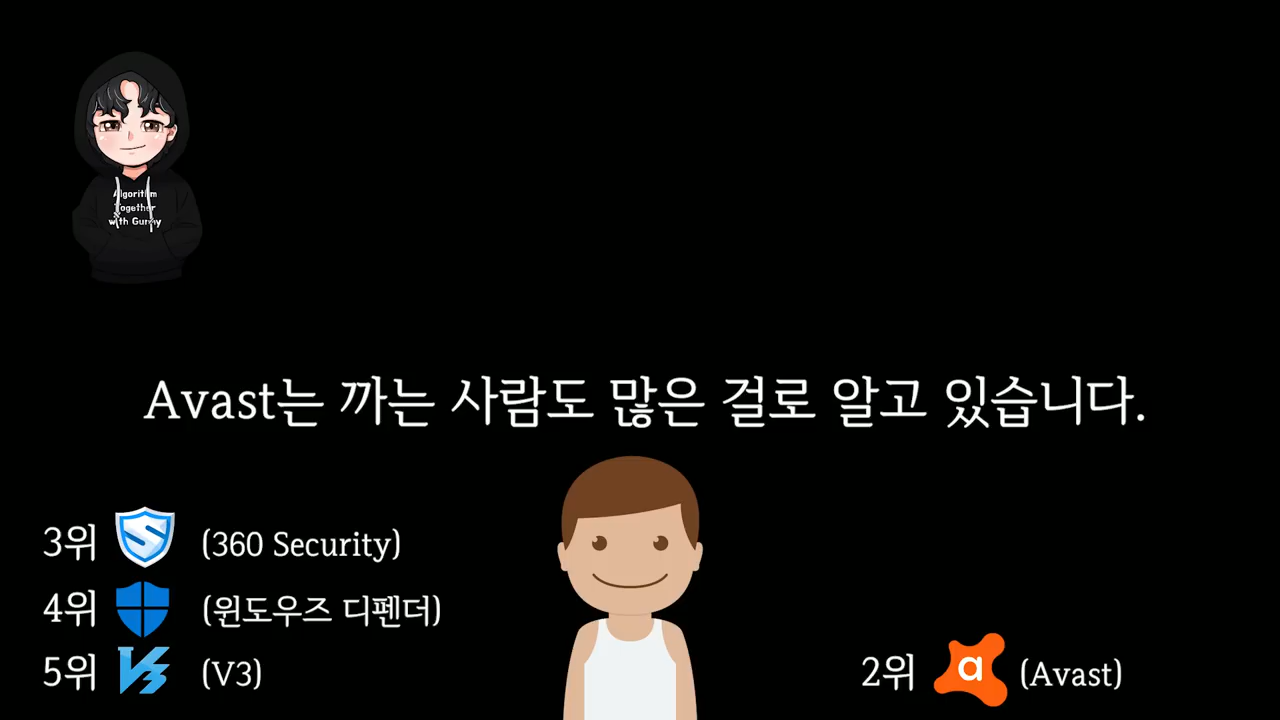 Algorithm
Together
with Gunny
Avast는 까는 사람도 많은 걸로 알고 있습니다.
3위 (360 Security)
4위 (윈도우즈 디펜더)
5위 V3 (V3)
2위 a (Avast)